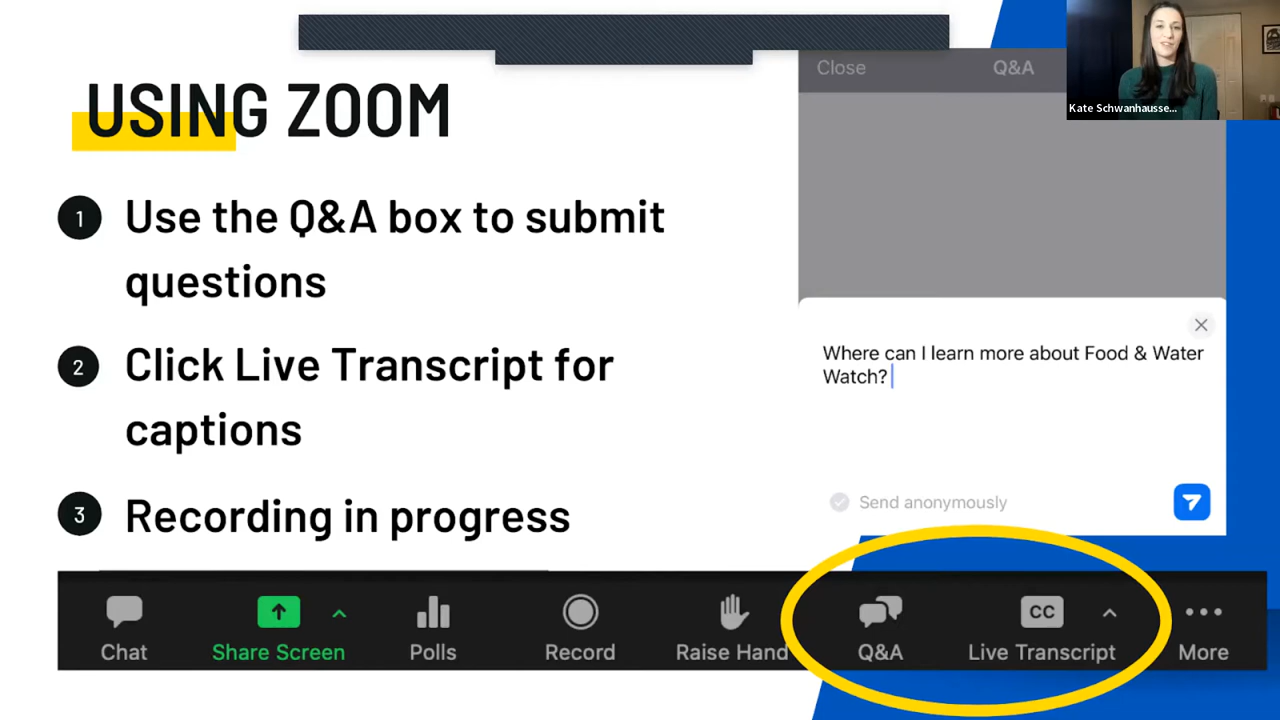 USING ZOOM
1 Use the Q&A box to submit
questions
2 Click Live Transcript for
captions
3 Recording in progress
Close Q&A
Kate Schwanhausse...
Where can I learn more about Food & Water
Watch?
Send anonymously
Chat Share Screen Polls Record Raise Hand Q&A CC Live Transcript More